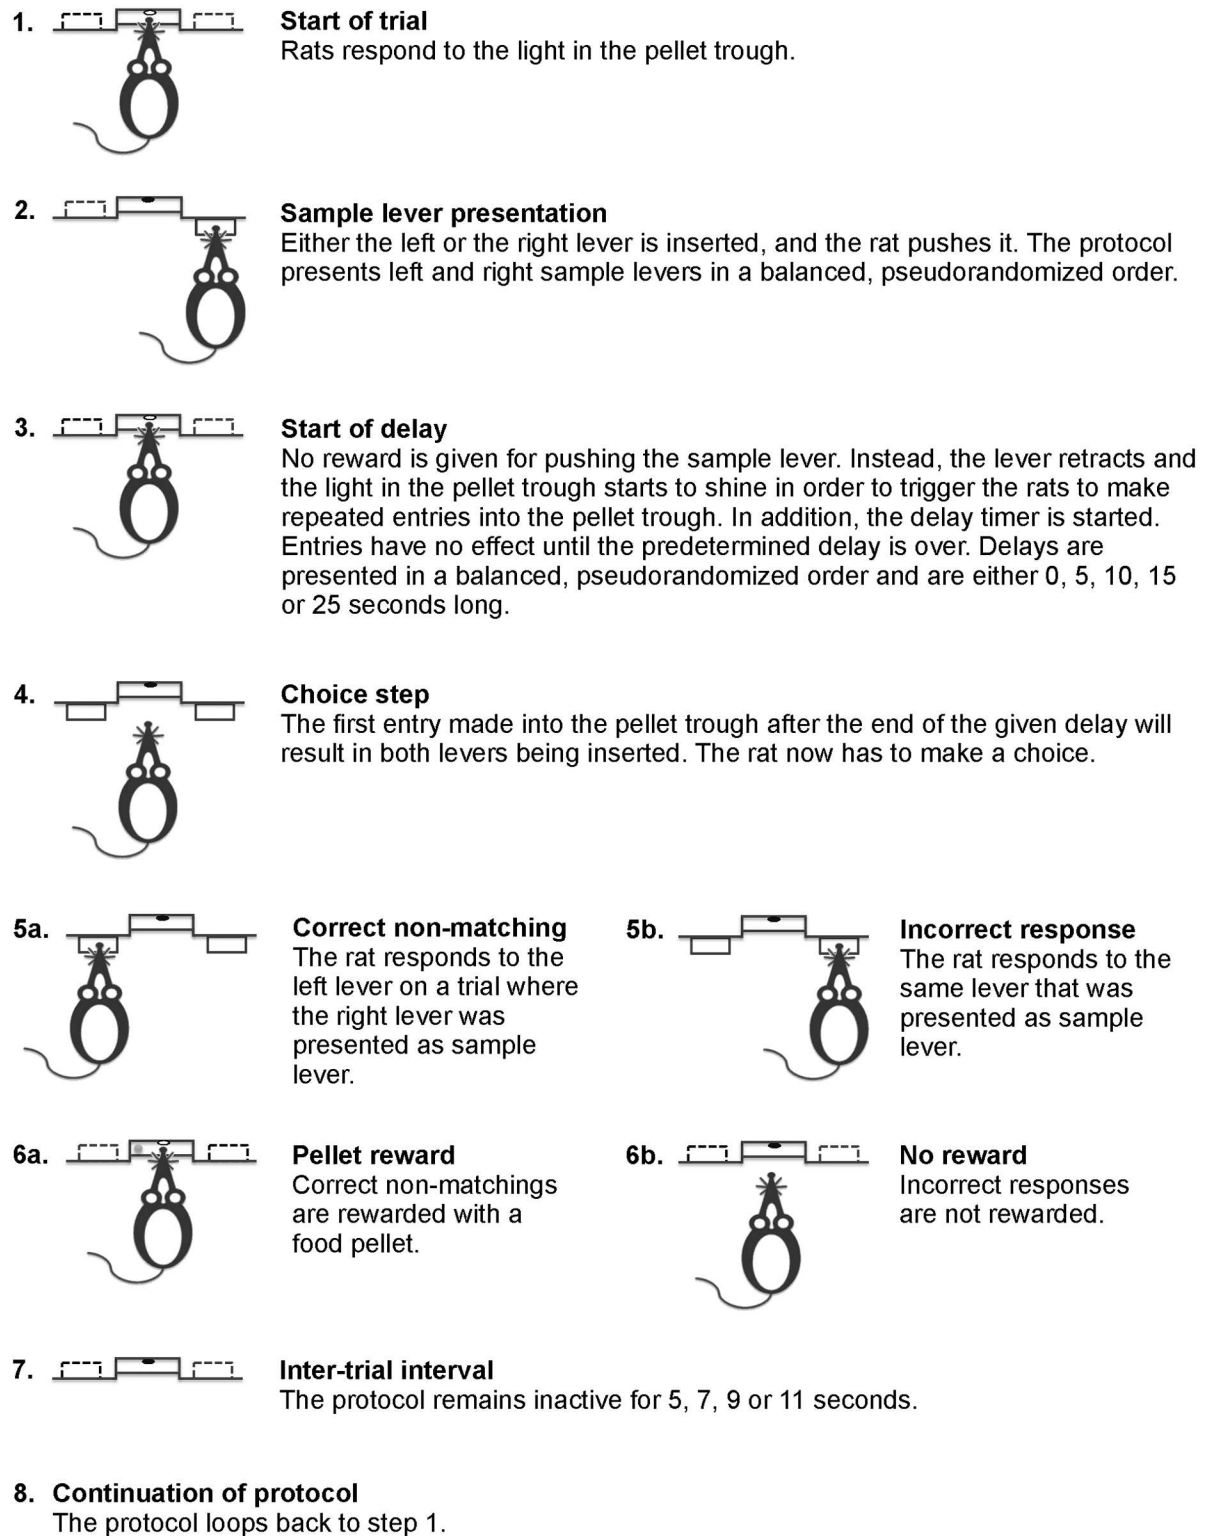 1. Start of trial
Rats respond to the light in the pellet trough.
2. Sample lever presentation
Either the left or the right lever is inserted, and the rat pushes it. The protocol
presents left and right sample levers in a balanced, pseudorandomized order.
3. Start of delay
No reward is given for pushing the sample lever. Instead, the lever retracts and
the light in the pellet trough starts to shine in order to trigger the rats to make
repeated entries into the pellet trough. In addition, the delay timer is started.
Entries have no effect until the predetermined delay is over. Delays are
presented in a balanced, pseudorandomized order and are either 0, 5, 10, 15
or 25 seconds long.
4. Choice step
The first entry made into the pellet trough after the end of the given delay will
result in both levers being inserted. The rat now has to make a choice.
5a. Correct non-matching
The rat responds to the
left lever on a trial where
the right lever was
presented as sample
lever.
5b. Incorrect response
The rat responds to the
same lever that was
presented as sample
lever.
6a. Pellet reward
Correct non-matchings
are rewarded with a
food pellet.
6b. No reward
Incorrect responses
are not rewarded.
7. Inter-trial interval
The protocol remains inactive for 5, 7, 9 or 11 seconds.
8. Continuation of protocol
The protocol loops back to step 1.